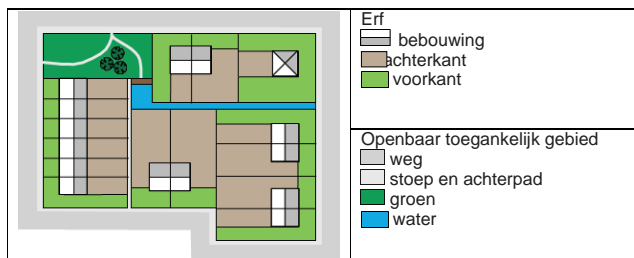 Erf
bebouwing
achterkant
voorkant
Openbaar toegankelijk gebied
weg
stoep en achterpad
groen
water